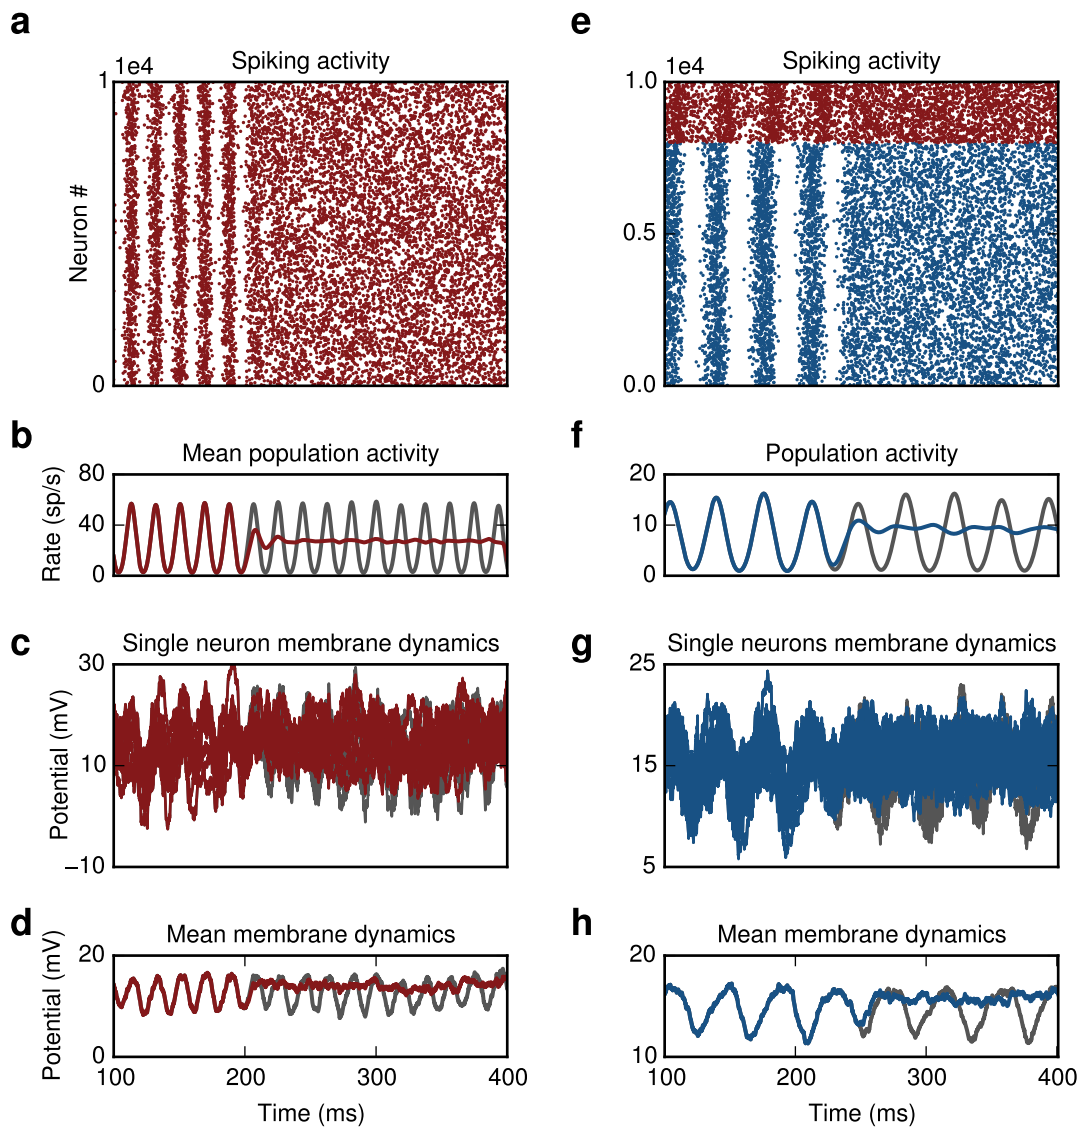 a
Spiking activity
1e4
1
0
Neuron #
b
Mean population activity
80
40
0
Rate (sp/s)
c
Single neuron membrane dynamics
30
10
−10
Potential (mV)
d
Mean membrane dynamics
20
0
Potential (mV)
100
200
300
400
Time (ms)
e
Spiking activity
1e4
1.0
0.5
0.0
f
Population activity
20
10
0
g
Single neurons membrane dynamics
25
15
5
h
Mean membrane dynamics
20
10
100
200
300
400
Time (ms)